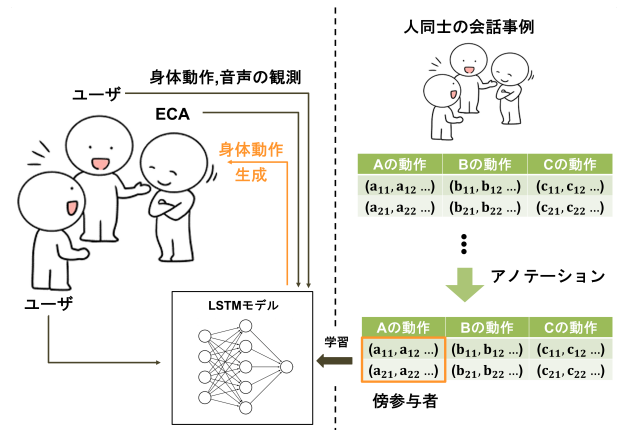 身体動作,音声の観測
ユーザ
ECA
身体動作
生成
ユーザ
LSTMモデル
学習
人同士の会話事例
Aの動作 Bの動作 Cの動作
(a₁₁, a₁₂ ...) (b₁₁, b₁₂ ...) (c₁₁, c₁₂ ...)
(a₂₁, a₂₂ ...) (b₂₁, b₂₂ ...) (c₂₁, c₂₂ ...)
アノテーション
Aの動作 Bの動作 Cの動作
(a₁₁, a₁₂ ...) (b₁₁, b₁₂ ...) (c₁₁, c₁₂ ...)
(a₂₁, a₂₂ ...) (b₂₁, b₂₂ ...) (c₂₁, c₂₂ ...)
傍参与者